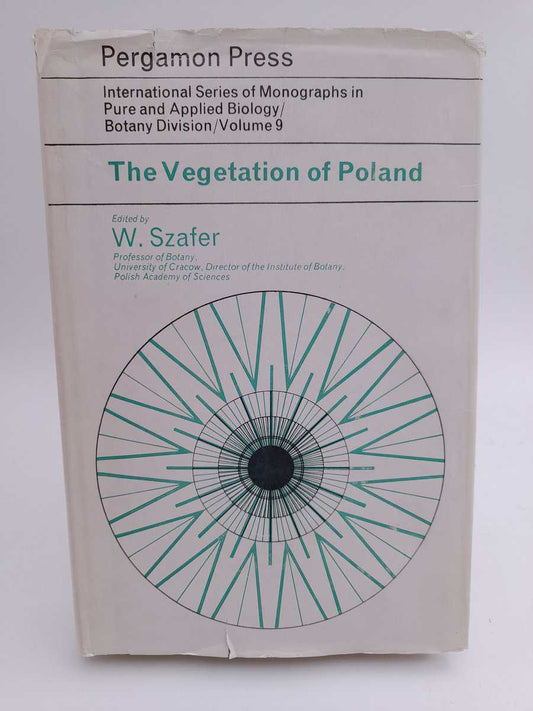 Pergamon Press
International Series of Monographs in
Pure and Applied Biology/
Botany Division/Volume 9
The Vegetation of Poland
Edited by
W. Szafer
Professor of Botany,
University of Cracow, Director of the Institute of Botany,
Polish Academy of Sciences